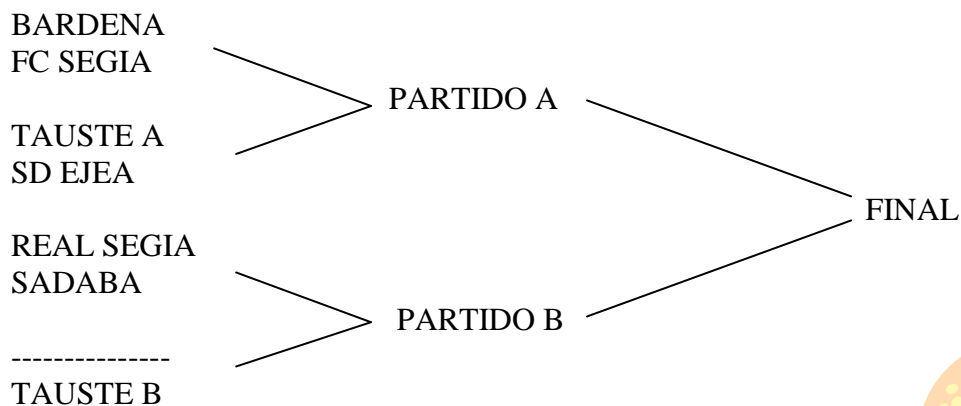 BARDENA
FC SEGIA
PARTIDO A
TAUSTE A
SD EJEA
FINAL
REAL SEGIA
SADABA
PARTIDO B
---------------
TAUSTE B